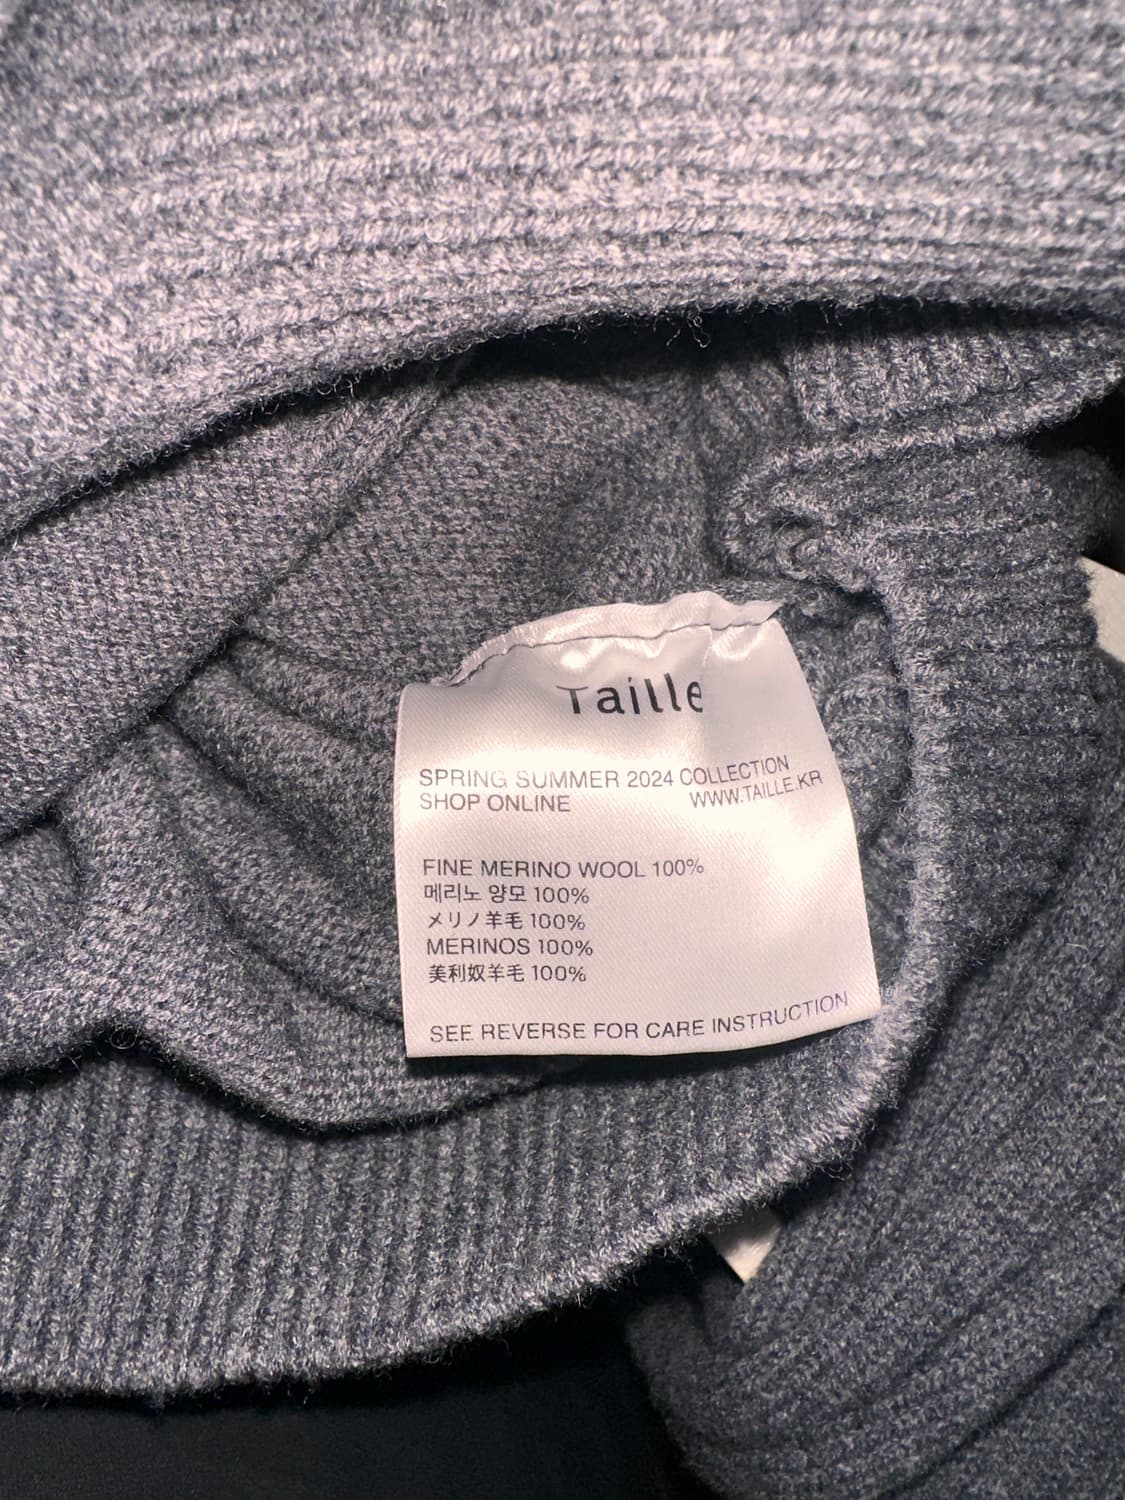 Taille
SPRING SUMMER 2024 COLLECTION
SHOP ONLINE WWW.TAILLE.KR
FINE MERINO WOOL 100%
메리노 양모 100%
メリノ羊毛 100%
MERINOS 100%
美利奴羊毛 100%
SEE REVERSE FOR CARE INSTRUCTION